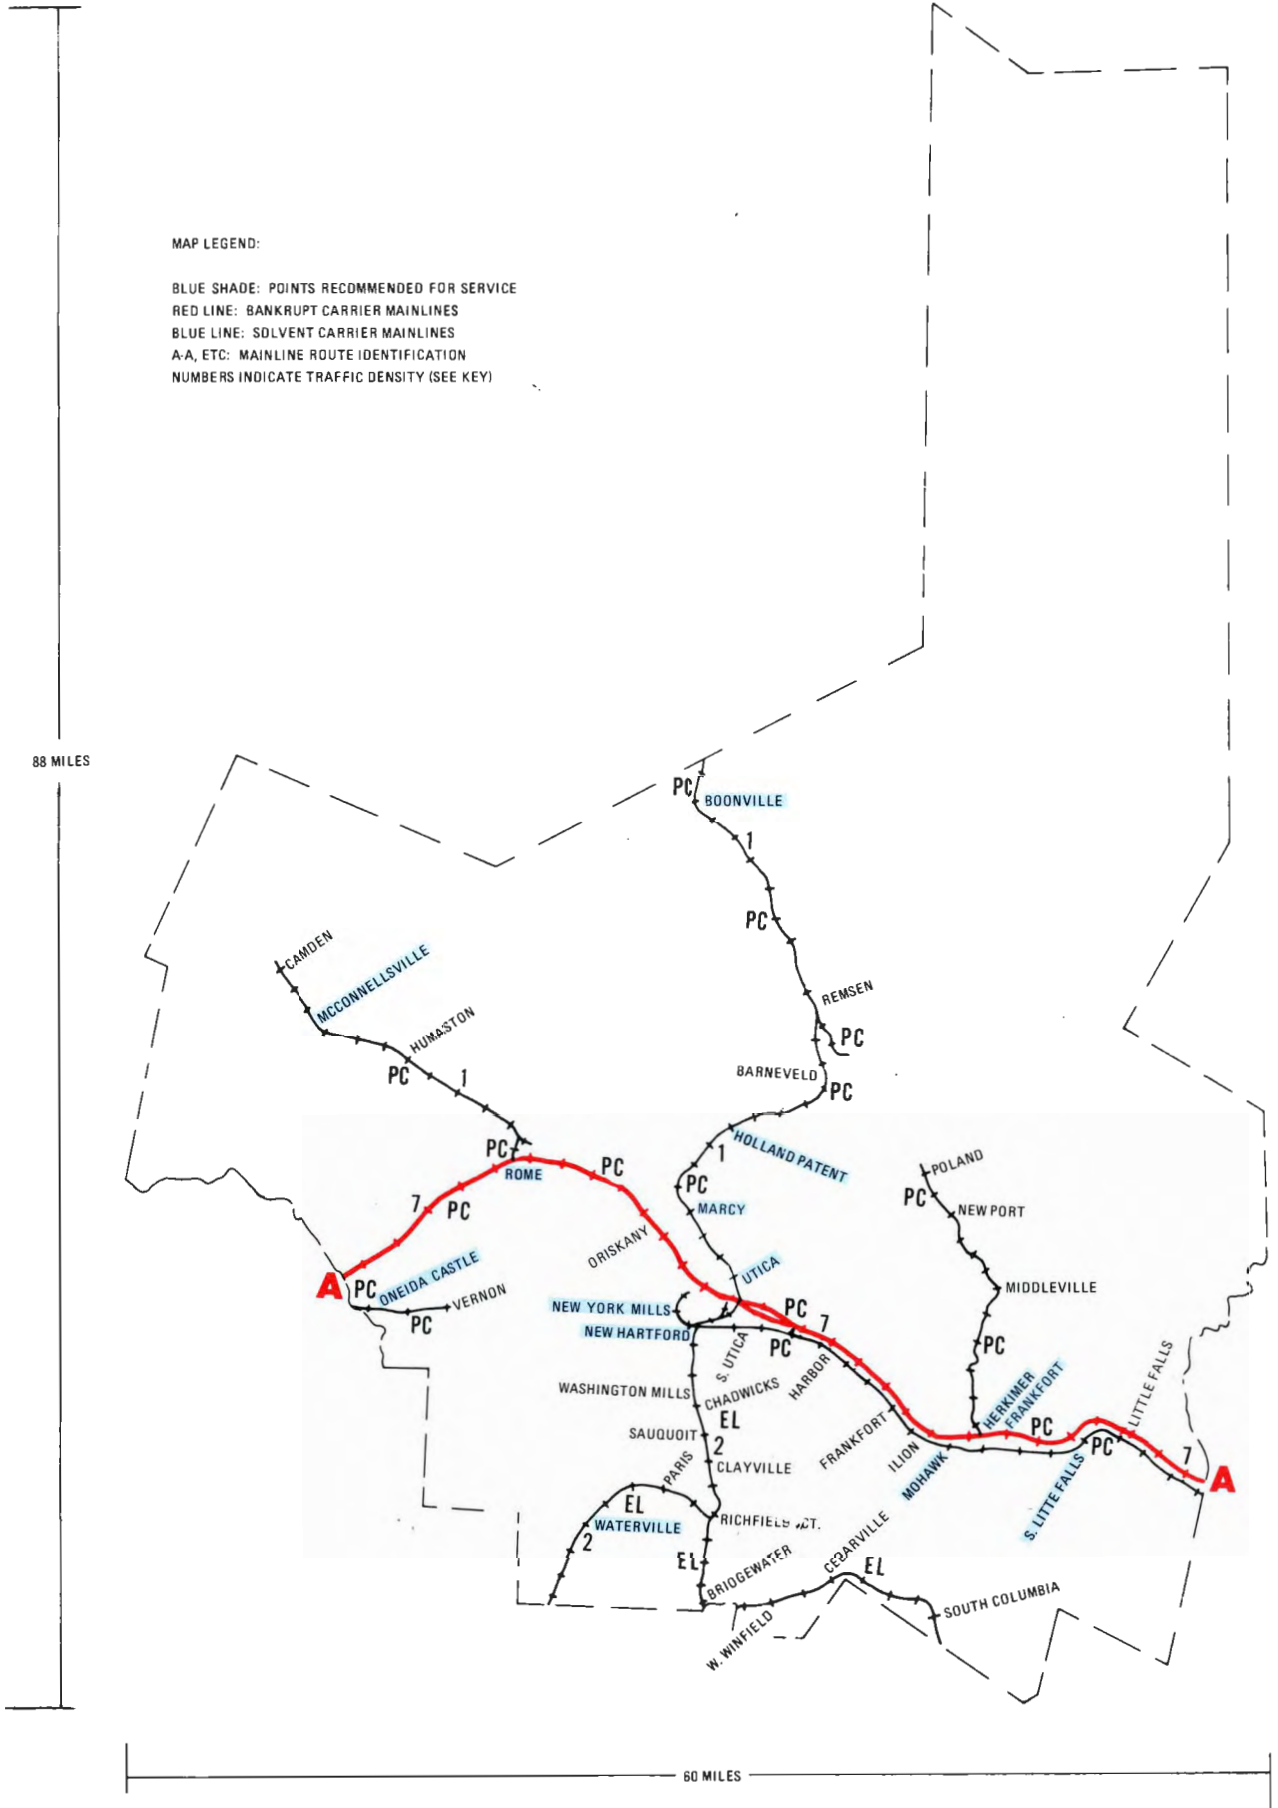 MAP LEGEND:
BLUE SHADE: POINTS RECOMMENDED FOR SERVICE
RED LINE: BANKRUPT CARRIER MAINLINES
BLUE LINE: SOLVENT CARRIER MAINLINES
A-A, ETC: MAINLINE ROUTE IDENTIFICATION
NUMBERS INDICATE TRAFFIC DENSITY (SEE KEY)
88 MILES
PC
BOONVILLE
1
PC
CAMDEN
MCCONNELLSVILLE
REMSEN
HUMASTON
PC
PC
1
BARNEVELD
PC
HOLLAND PATENT
1
PC
ROME
PC
PC
7
PC
MARCY
POLAND
PC
NEW PORT
ORISKANY
UTICA
A
PC
ONEIDA CASTLE
VERNON
PC
MIDDLEVILLE
NEW YORK MILLS
NEW HARTFORD
PC
7
PC
S. UTICA
HARBOR
PC
WASHINGTON MILLS
CHADWICKS
HERKIMER
FRANKFORT
LITTLE FALLS
EL
SAUQUOIT
2
PARIS
CLAYVILLE
FRANKFORT
ILION
MOHAWK
PC
PC
S. LITTE FALLS
7
A
EL
WATERVILLE
2
RICHFIELD JCT.
EL
BRIDGEWATER
CEDARVILLE
EL
W. WINFIELD
SOUTH COLUMBIA
60 MILES